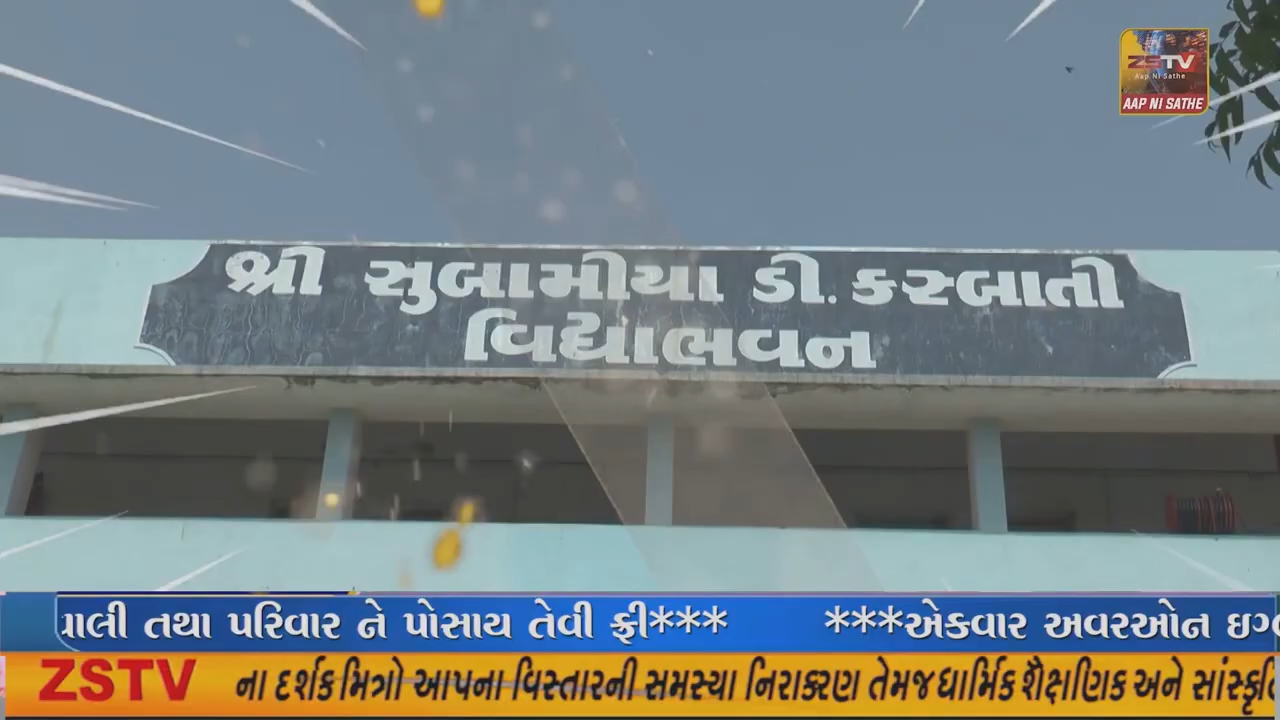 ZSTV
Aap Ni Sathe
AAP NI SATHE
શ્રી સુબામીયા ડી. કરબાતી
વિદ્યાભવન
વાલી તથા પરિવાર ને પોસાય તેવી ફ્રી*** ***એકવાર અવરઓન
ZSTV ના દર્શક મિત્રો આપના વિસ્તારની સમસ્યા નિરાકરણ તેમજ ધાર્મિક શૈક્ષણિક અને